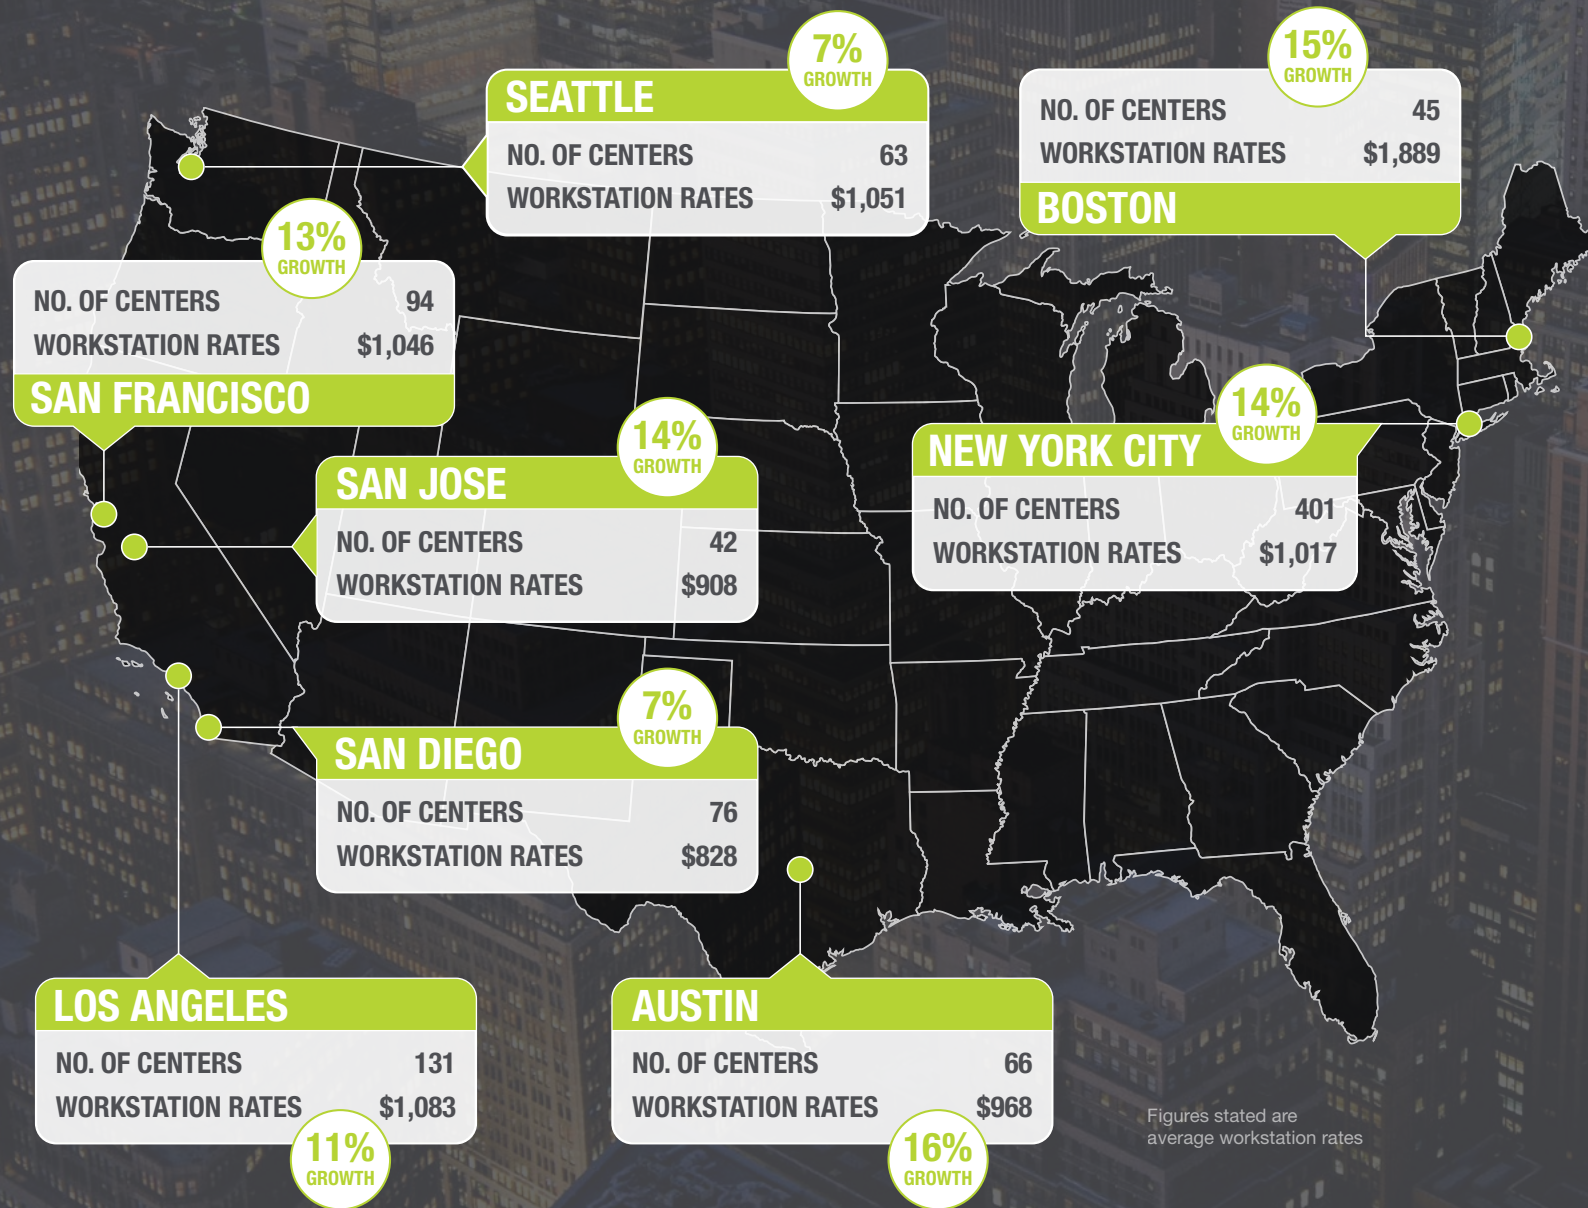 7%
GROWTH
SEATTLE
NO. OF CENTERS 63
WORKSTATION RATES $1,051
15%
GROWTH
NO. OF CENTERS 45
WORKSTATION RATES $1,889
BOSTON
13%
GROWTH
NO. OF CENTERS 94
WORKSTATION RATES $1,046
SAN FRANCISCO
14%
GROWTH
SAN JOSE
NO. OF CENTERS 42
WORKSTATION RATES $908
14%
GROWTH
NEW YORK CITY
NO. OF CENTERS 401
WORKSTATION RATES $1,017
7%
GROWTH
SAN DIEGO
NO. OF CENTERS 76
WORKSTATION RATES $828
LOS ANGELES
NO. OF CENTERS 131
WORKSTATION RATES $1,083
11%
GROWTH
AUSTIN
NO. OF CENTERS 66
WORKSTATION RATES $968
16%
GROWTH
Figures stated are
average workstation rates